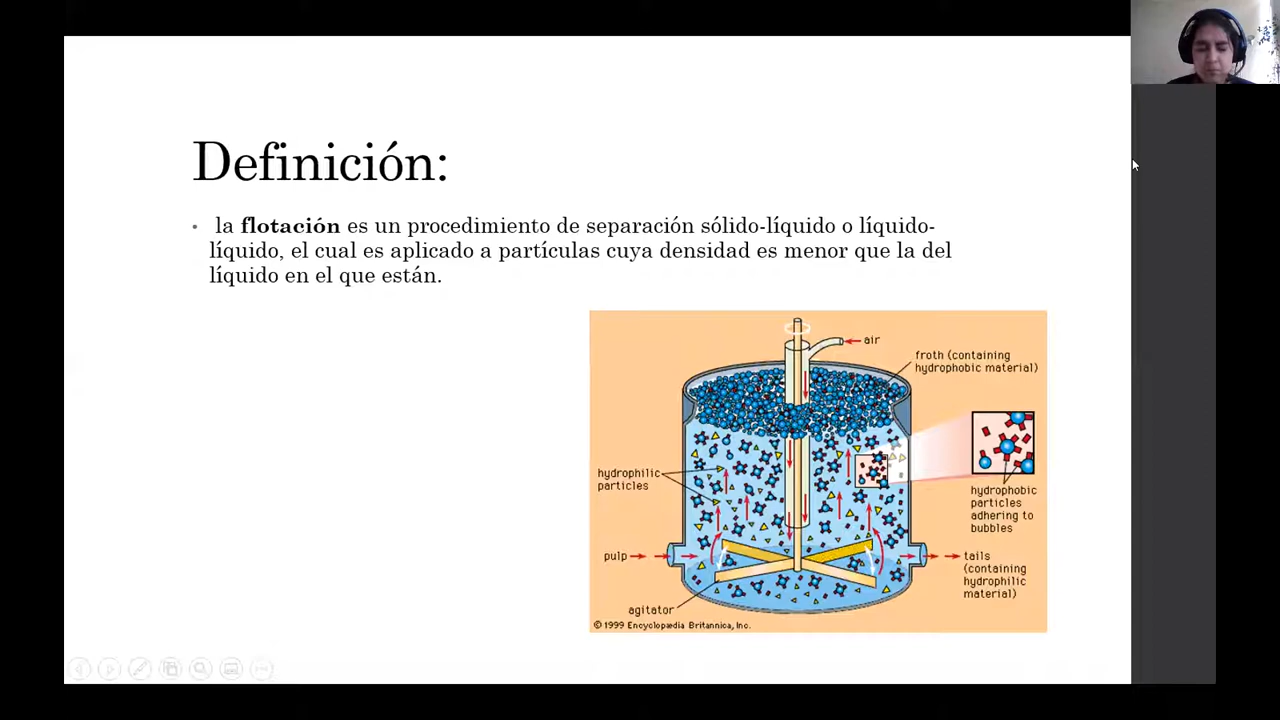 Definición:
• la flotación es un procedimiento de separación sólido-líquido o líquido-
líquido, el cual es aplicado a partículas cuya densidad es menor que la del
líquido en el que están.
air
froth (containing
hydrophobic material)
hydrophilic
particles
hydrophobic
particles
adhering to
bubbles
pulp
tails
(containing
hydrophilic
material)
agitator
© 1999 Encyclopædia Britannica, Inc.